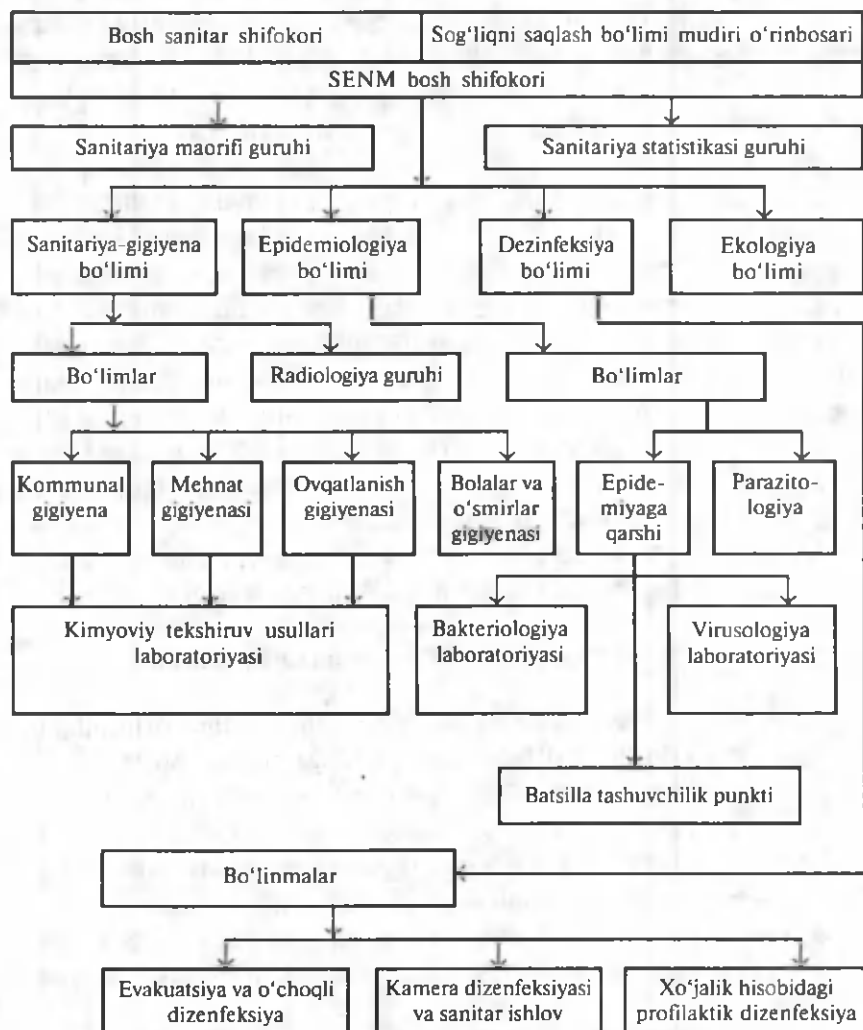 Bosh sanitar shifokori
Sog‘liqni saqlash bo‘limi mudiri o‘rinbosari
SENM bosh shifokori
Sanitariya maorifi guruhi
Sanitariya statistikasi guruhi
Sanitariya-gigiyena
bo‘limi
Epidemiologiya
bo‘limi
Dezinfeksiya
bo‘limi
Ekologiya
bo‘limi
Bo‘limlar
Radiologiya guruhi
Bo‘limlar
Kommunal
gigiyena
Mehnat
gigiyenasi
Ovqatlanish
gigiyenasi
Bolalar va
o‘smirlar
gigiyenasi
Epide-
miyaga
qarshi
Parazito-
logiya
Kimyoviy tekshiruv usullari
laboratoriyasi
Bakteriologiya
laboratoriyasi
Virusologiya
laboratoriyasi
Batsilla tashuvchilik punkti
Bo‘linmalar
Evakuatsiya va o‘choqli
dizenfeksiya
Kamera dizenfeksiyasi
va sanitar ishlov
Xo‘jalik hisobidagi
profilaktik dizenfeksiya